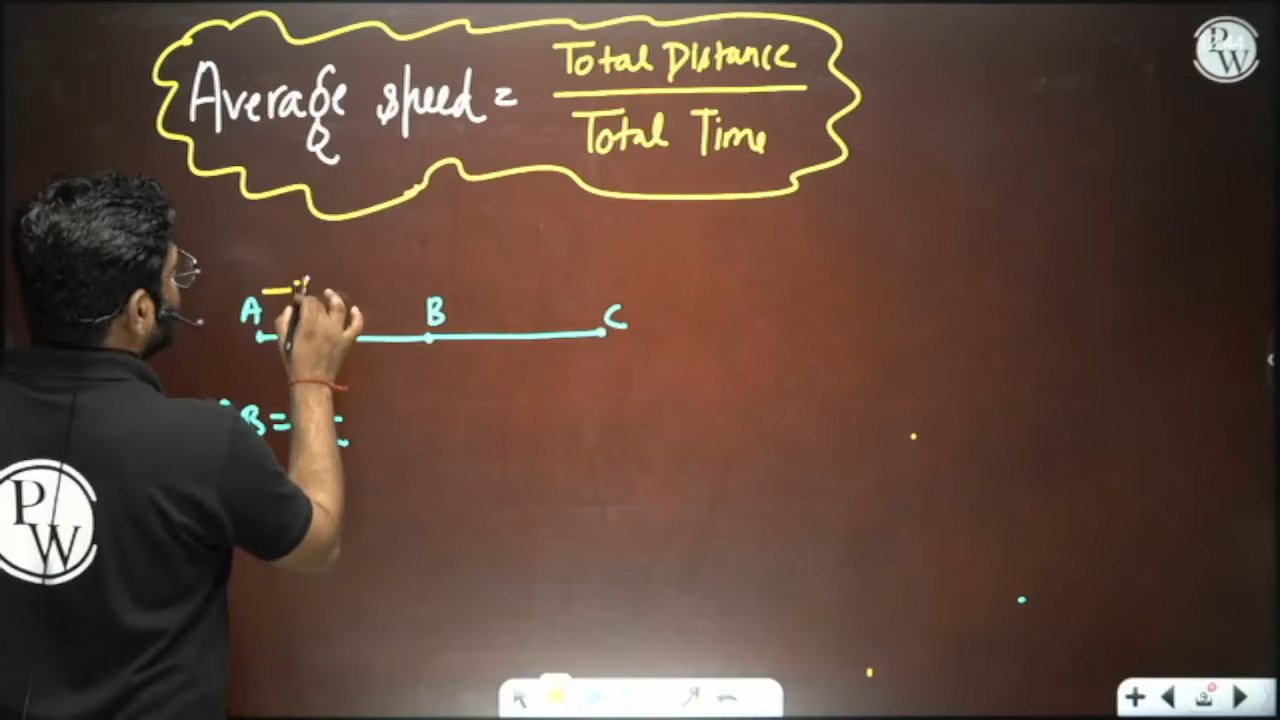 Average speed = Total Distance
Total Time
A B C
B =
P
W
P
W